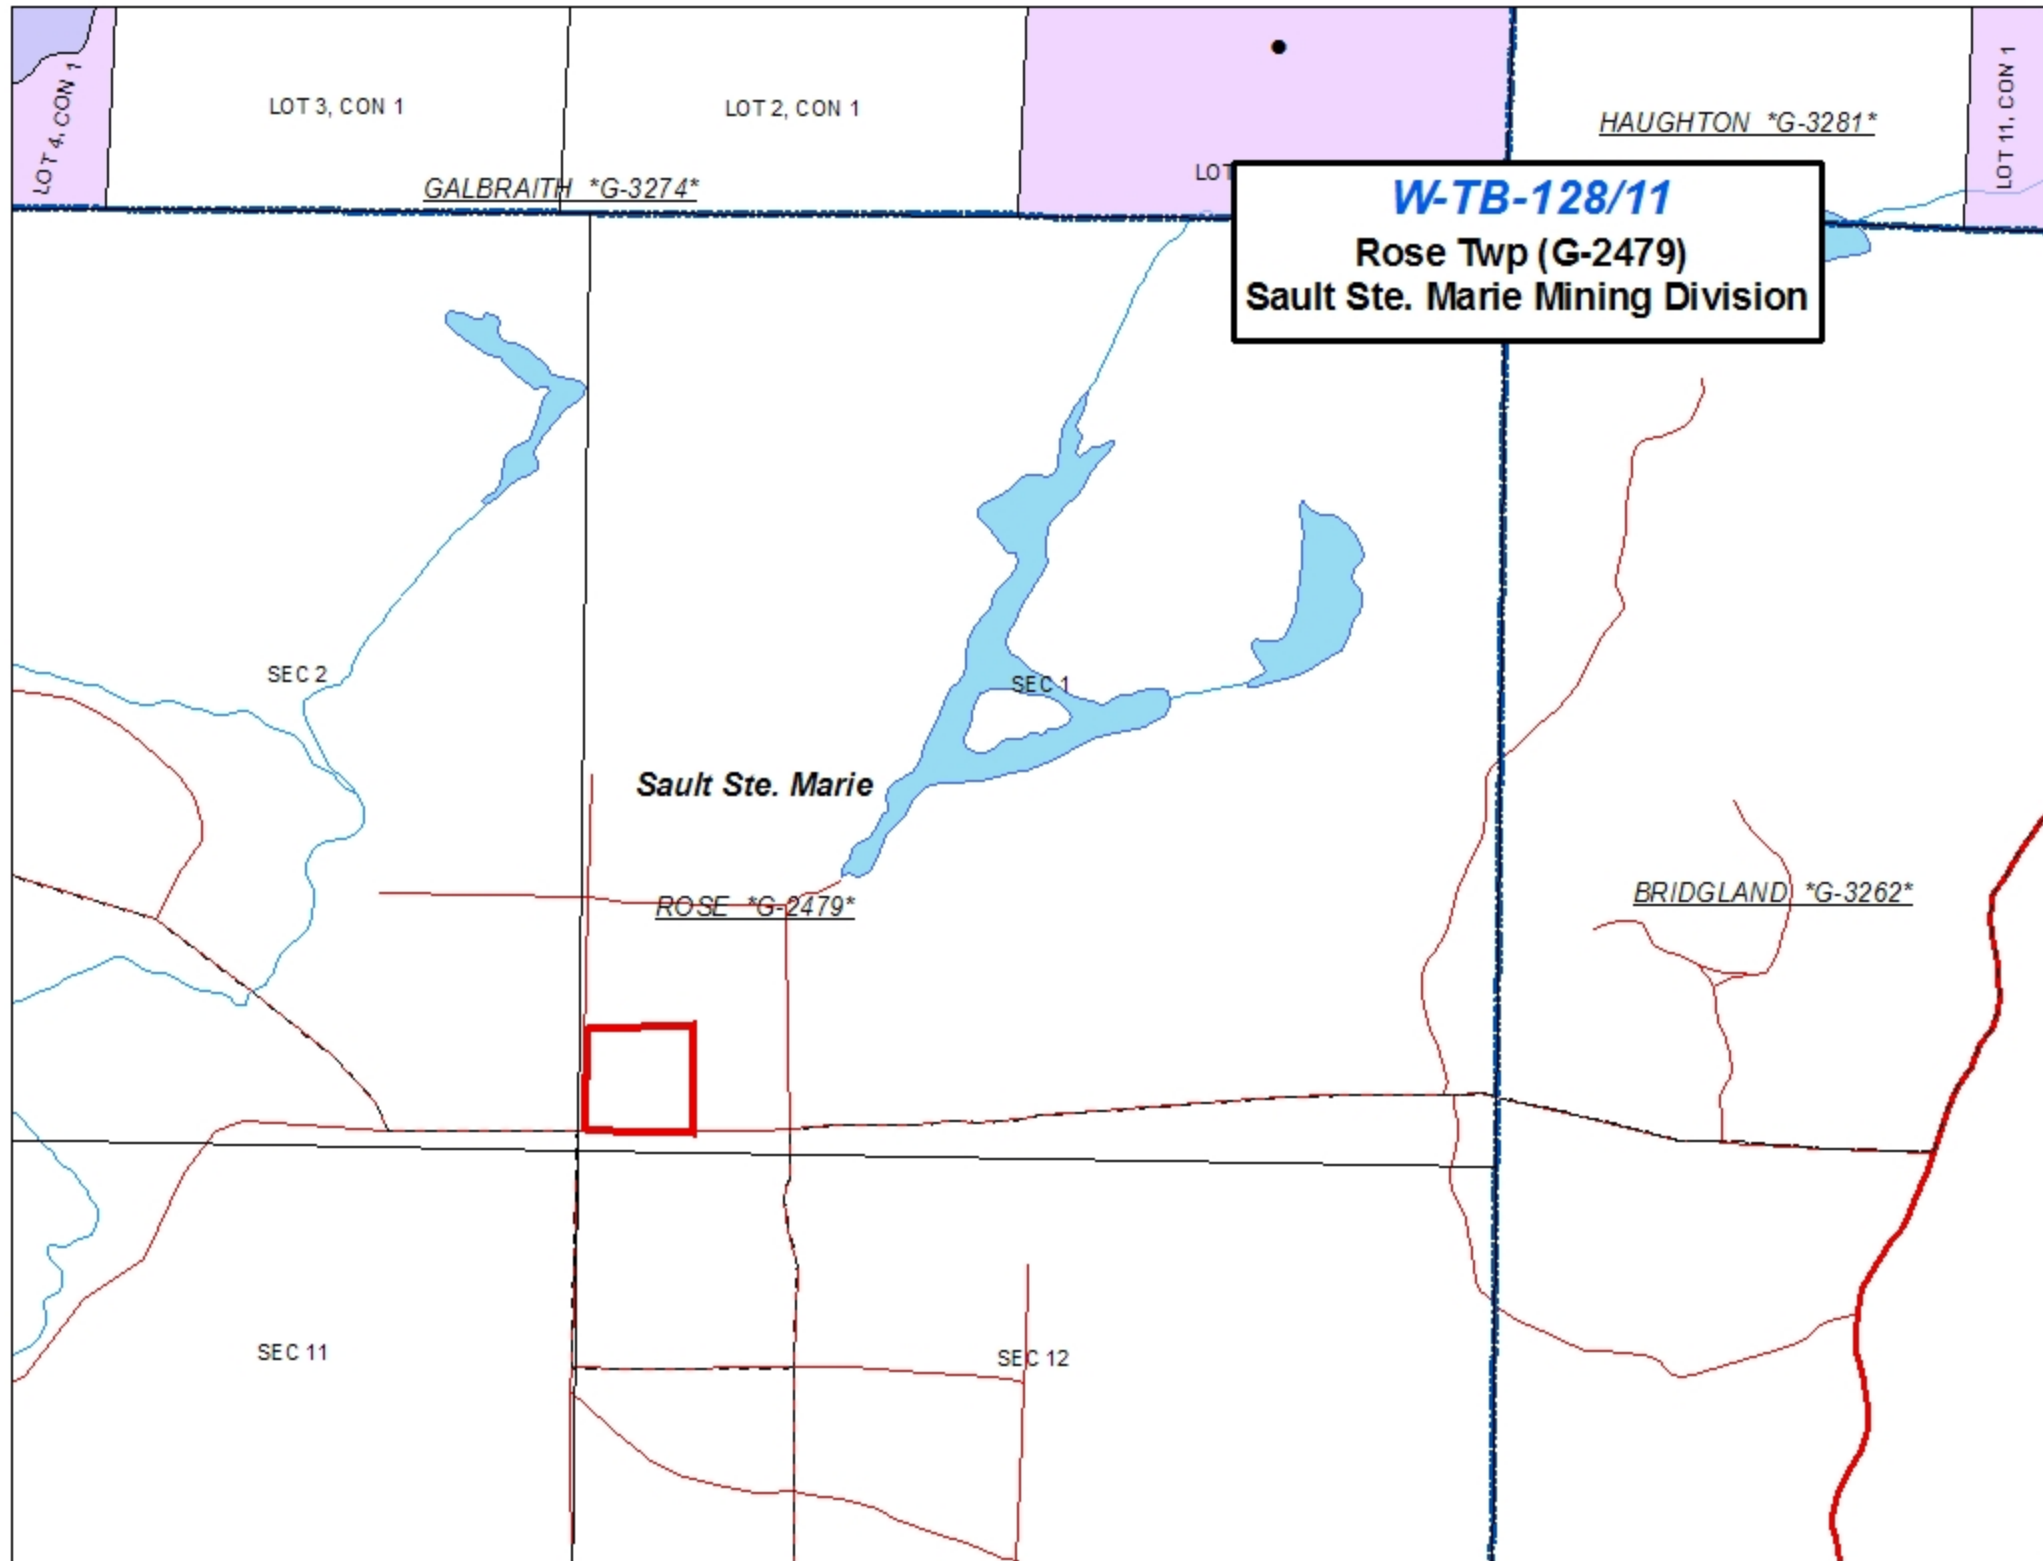 LOT 4, CON 1
LOT 3, CON 1
LOT 2, CON 1
LOT
HAUGHTON *G-3281*
LOT 11, CON 1
GALBRAITH *G-3274*
W-TB-128/11
Rose Twp (G-2479)
Sault Ste. Marie Mining Division
SEC 2
SEC 1
Sault Ste. Marie
ROSE *G-2479*
BRIDGLAND *G-3262*
SEC 11
SEC 12